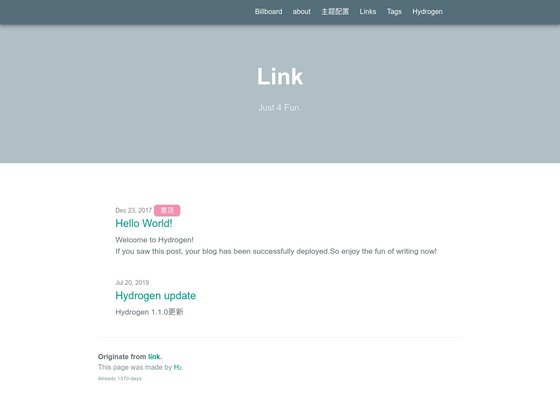 Billboard about 主题配置 Links Tags Hydrogen
Link
Just 4 Fun.
Dec 23, 2017 置顶
Hello World!
Welcome to Hydrogen!
If you saw this post, your blog has been successfully deployed.So enjoy the fun of writing now!
Jul 20, 2019
Hydrogen update
Hydrogen 1.1.0更新
Originate from link.
This page was made by H₂.
Already 1370 days.